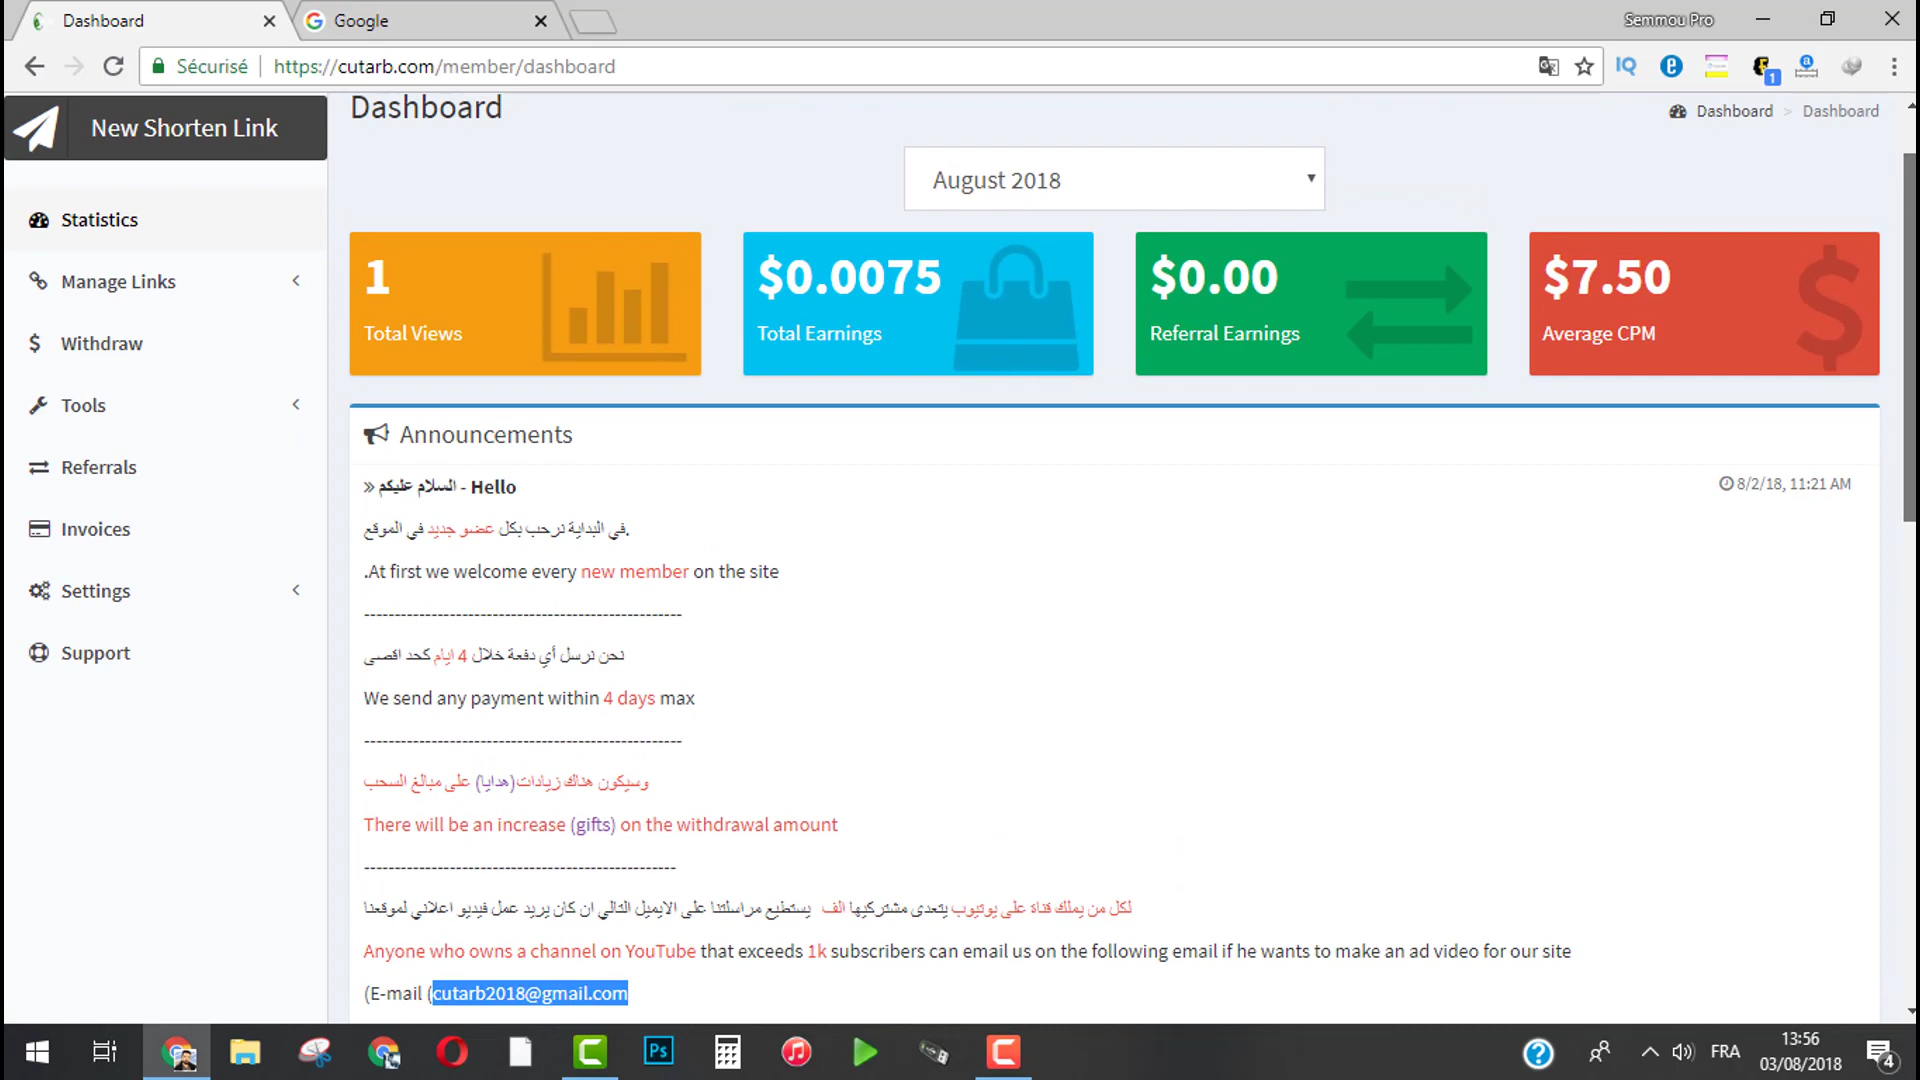 Dashboard
Google
Semmou Pro
Sécurisé
https://cutarb.com/member/dashboard
IQ
1
New Shorten Link
Dashboard
Dashboard > Dashboard
August 2018
Statistics
Manage Links
Withdraw
Tools
Referrals
Invoices
Settings
Support
1
Total Views
$0.0075
Total Earnings
$0.00
Referral Earnings
$7.50
Average CPM
Announcements
» السلام عليكم - Hello
8/2/18, 11:21 AM
في البداية نرحب بكل عضو جديد في الموقع.
.At first we welcome every new member on the site
----------------------------------------------------
نحن نرسل أي دفعة خلال 4 ايام كحد اقصى
We send any payment within 4 days max
----------------------------------------------------
وسيكون هناك زيادات(هدايا) على مبالغ السحب
There will be an increase (gifts) on the withdrawal amount
---------------------------------------------------
لكل من يملك قناة على يوتيوب يتعدى مشتركيها الف يستطيع مراسلتنا على الايميل التالي ان كان يريد عمل فيديو اعلاني لموقعنا
Anyone who owns a channel on YouTube that exceeds 1k subscribers can email us on the following email if he wants to make an ad video for our site
(E-mail (cutarb2018@gmail.com
Ps
FRA
13:56
03/08/2018
4